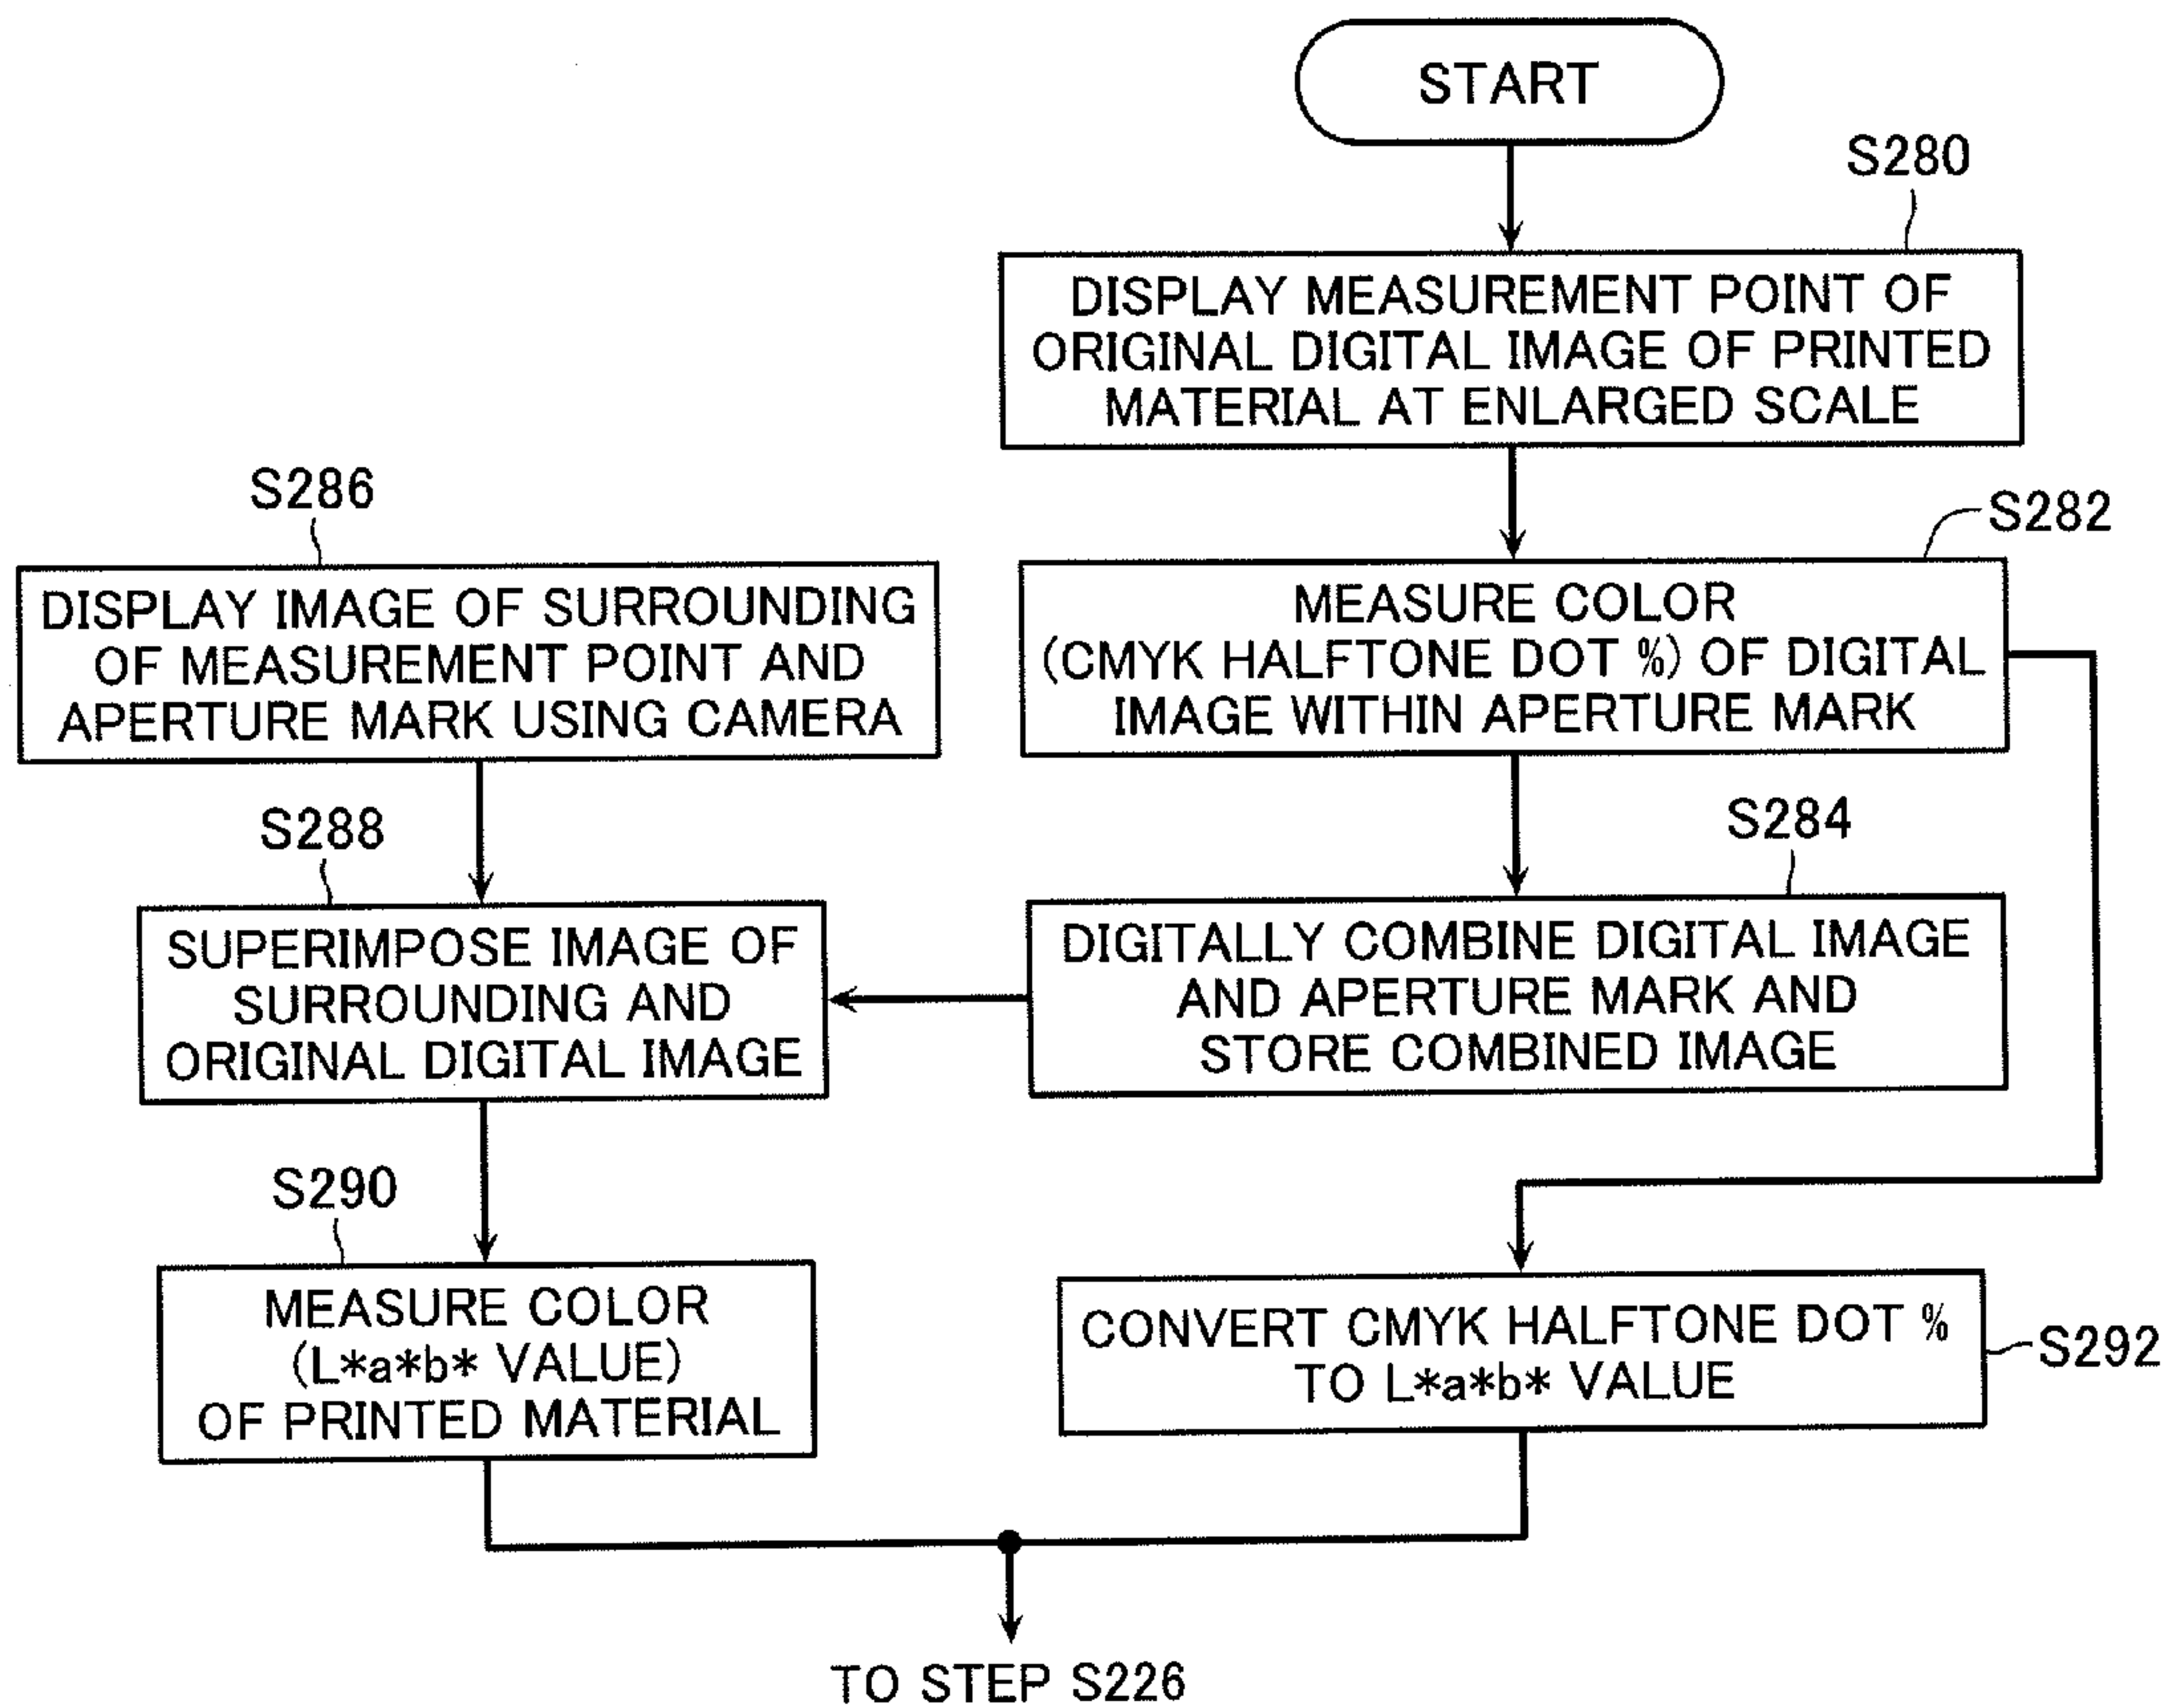 START
S280
DISPLAY MEASUREMENT POINT OF
ORIGINAL DIGITAL IMAGE OF PRINTED
MATERIAL AT ENLARGED SCALE
S286
DISPLAY IMAGE OF SURROUNDING
OF MEASUREMENT POINT AND
APERTURE MARK USING CAMERA
S282
MEASURE COLOR
(CMYK HALFTONE DOT %) OF DIGITAL
IMAGE WITHIN APERTURE MARK
S288
SUPERIMPOSE IMAGE OF
SURROUNDING AND
ORIGINAL DIGITAL IMAGE
S284
DIGITALLY COMBINE DIGITAL IMAGE
AND APERTURE MARK AND
STORE COMBINED IMAGE
S290
MEASURE COLOR
(L*a*b* VALUE)
OF PRINTED MATERIAL
CONVERT CMYK HALFTONE DOT %
TO L*a*b* VALUE
S292
TO STEP S226